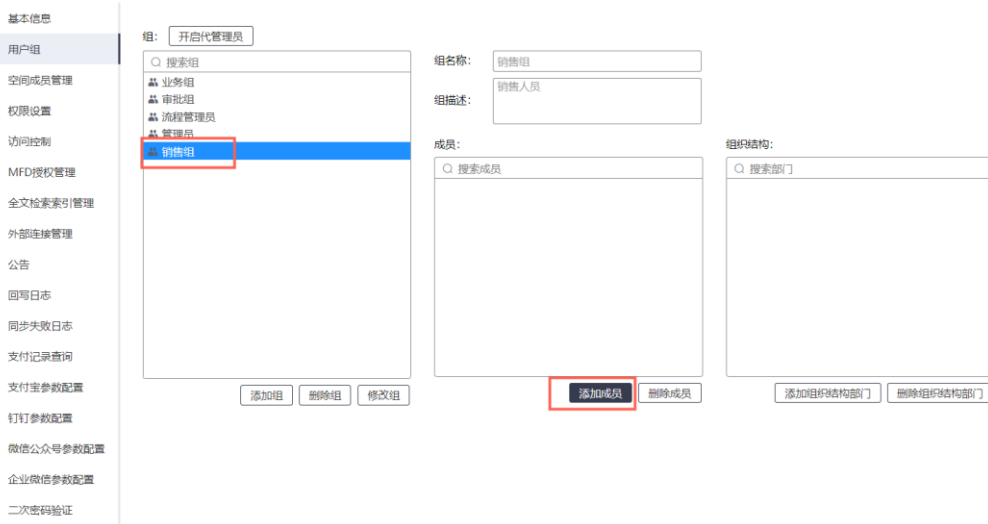 基本信息
用户组
空间成员管理
权限设置
访问控制
MFD授权管理
全文检索索引管理
外部连接管理
公告
回写日志
同步失败日志
支付记录查询
支付宝参数配置
钉钉参数配置
微信公众号参数配置
企业微信参数配置
二次密码验证
组: 开启代管理员
搜索组
业务组
审批组
流程管理员
管理员
销售组
添加组 删除组 修改组
组名称: 销售组
组描述: 销售人员
成员:
搜索成员
添加成员 删除成员
组织结构:
搜索部门
添加组织结构部门 删除组织结构部门